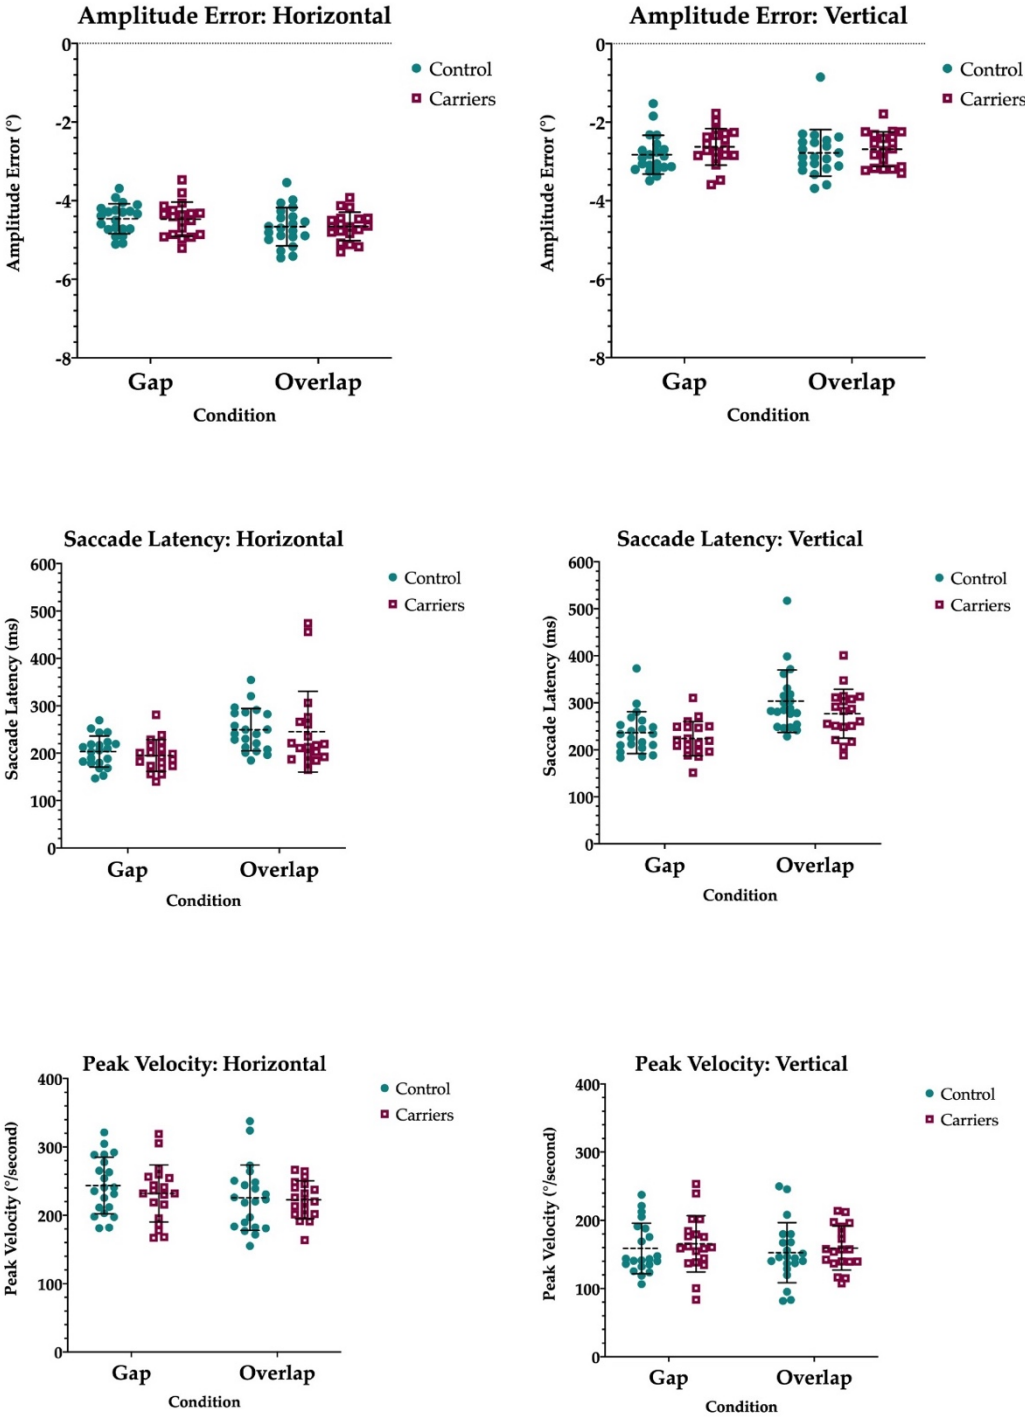 Amplitude Error: Horizontal
0
-2
-4
-6
-8
Amplitude Error (°)
Control
Carriers
Gap
Overlap
Condition
Amplitude Error: Vertical
0
-2
-4
-6
-8
Amplitude Error (°)
Control
Carriers
Gap
Overlap
Condition
Saccade Latency: Horizontal
600
500
400
300
200
100
0
Saccade Latency (ms)
Control
Carriers
Gap
Overlap
Condition
Saccade Latency: Vertical
600
500
400
300
200
100
0
Saccade Latency (ms)
Control
Carriers
Gap
Overlap
Condition
Peak Velocity: Horizontal
400
300
200
100
0
Peak Velocity (°/second)
Control
Carriers
Gap
Overlap
Condition
Peak Velocity: Vertical
400
300
200
100
0
Peak Velocity (°/second)
Control
Carriers
Gap
Overlap
Condition